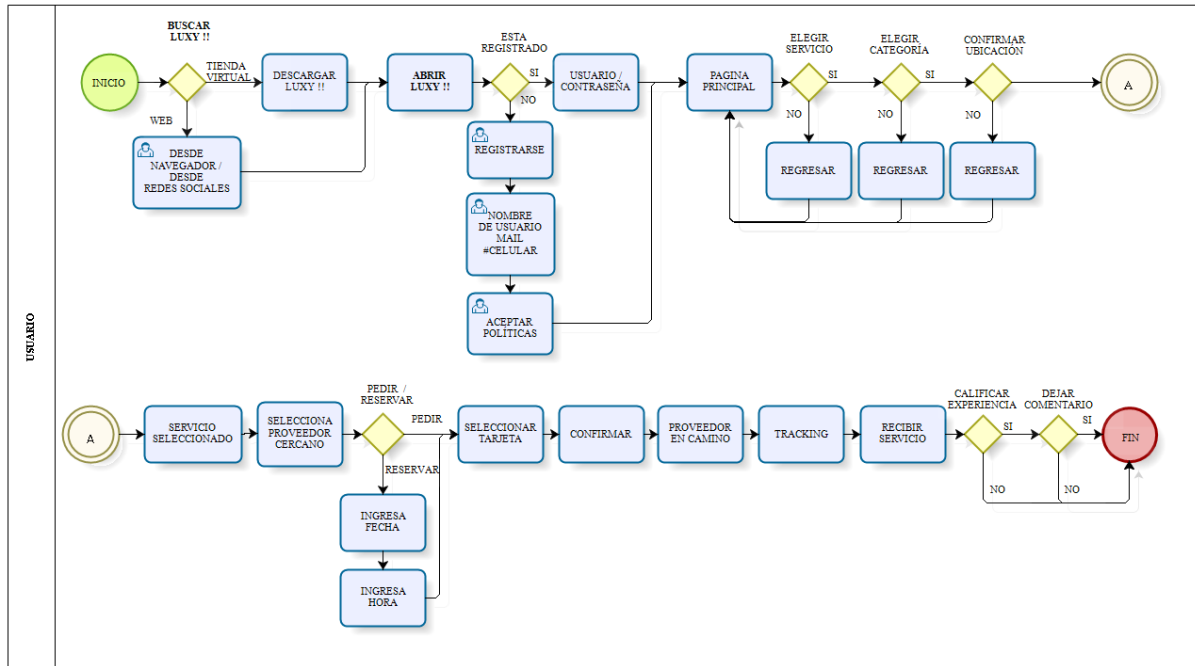 USUARIO
BUSCAR
LUXY !!
INICIO
TIENDA
VIRTUAL
WEB
DESCARGAR
LUXY !!
DESDE
NAVEGADOR /
DESDE
REDES SOCIALES
ABRIR
LUXY !!
ESTA
REGISTRADO
SI
NO
USUARIO /
CONTRASEÑA
REGISTRARSE
NOMBRE
DE USUARIO
MAIL
#CELULAR
ACEPTAR
POLÍTICAS
PAGINA
PRINCIPAL
ELEGIR
SERVICIO
SI
NO
REGRESAR
ELEGIR
CATEGORÍA
SI
NO
REGRESAR
CONFIRMAR
UBICACIÓN
NO
REGRESAR
A
A
SERVICIO
SELECCIONADO
SELECCIONA
PROVEEDOR
CERCANO
PEDIR /
RESERVAR
PEDIR
RESERVAR
INGRESA
FECHA
INGRESA
HORA
SELECCIONAR
TARJETA
CONFIRMAR
PROVEEDOR
EN CAMINO
TRACKING
RECIBIR
SERVICIO
CALIFICAR
EXPERIENCIA
SI
NO
DEJAR
COMENTARIO
SI
NO
FIN